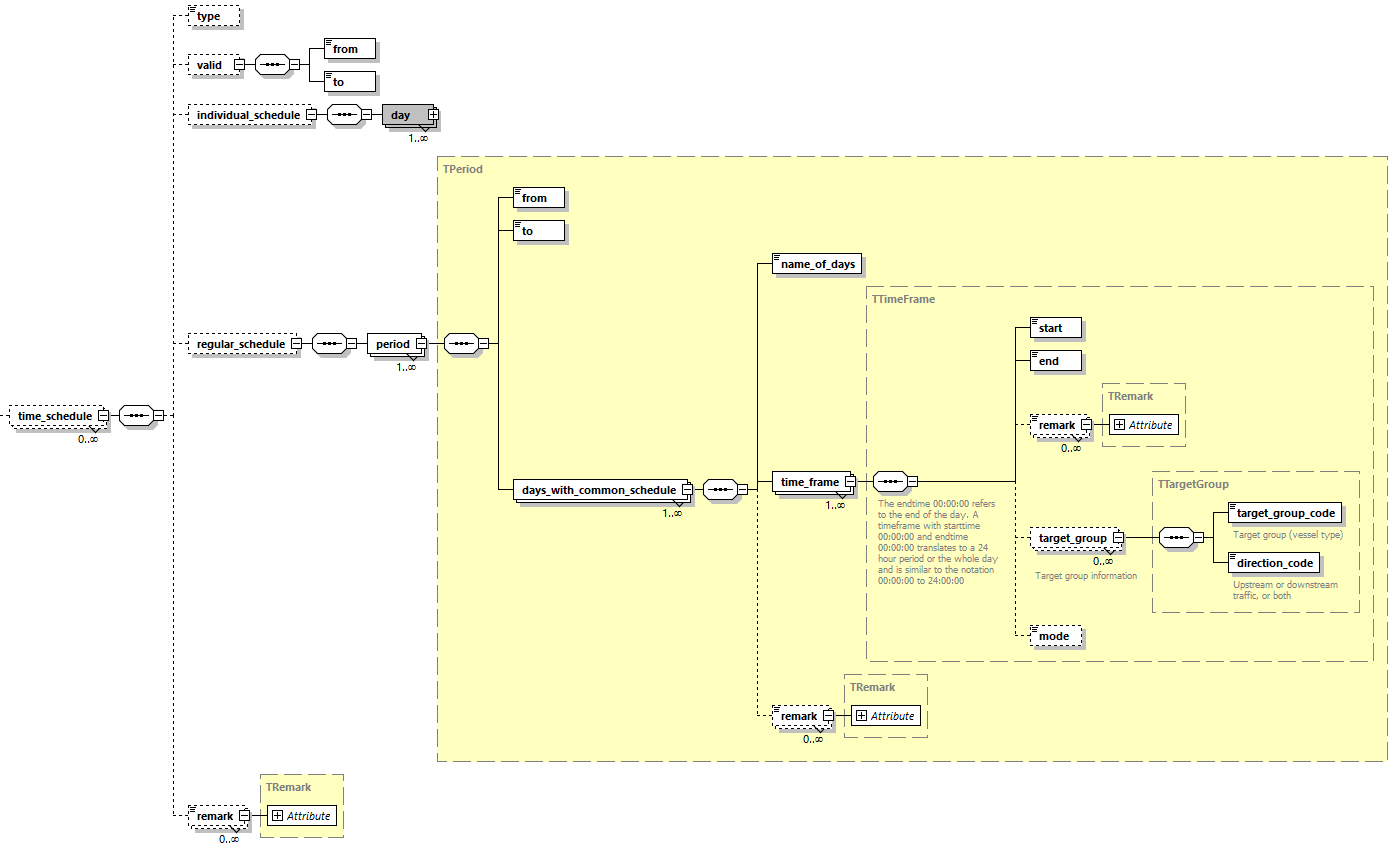 type
valid
from
to
individual_schedule
day
1..∞
TPeriod
from
to
name_of_days
TTimeFrame
start
end
regular_schedule
period
1..∞
TRemark
remark
Attribute
0..∞
time_schedule
0..∞
days_with_common_schedule
1..∞
time_frame
1..∞
The endtime 00:00:00 refers
to the end of the day. A
timeframe with starttime
00:00:00 and endtime
00:00:00 translates to a 24
hour period or the whole day
and is similar to the notation
00:00:00 to 24:00:00
TTargetGroup
target_group_code
Target group (vessel type)
target_group
0..∞
Target group information
direction_code
Upstream or downstream
traffic, or both
mode
TRemark
remark
Attribute
0..∞
TRemark
remark
Attribute
0..∞